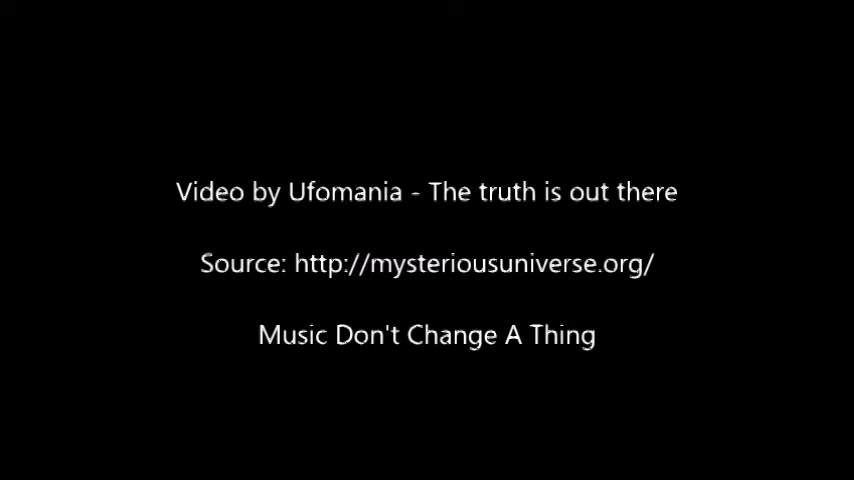 Video by Ufomania - The truth is out there
Source: http://mysteriousuniverse.org/
Music Don't Change A Thing